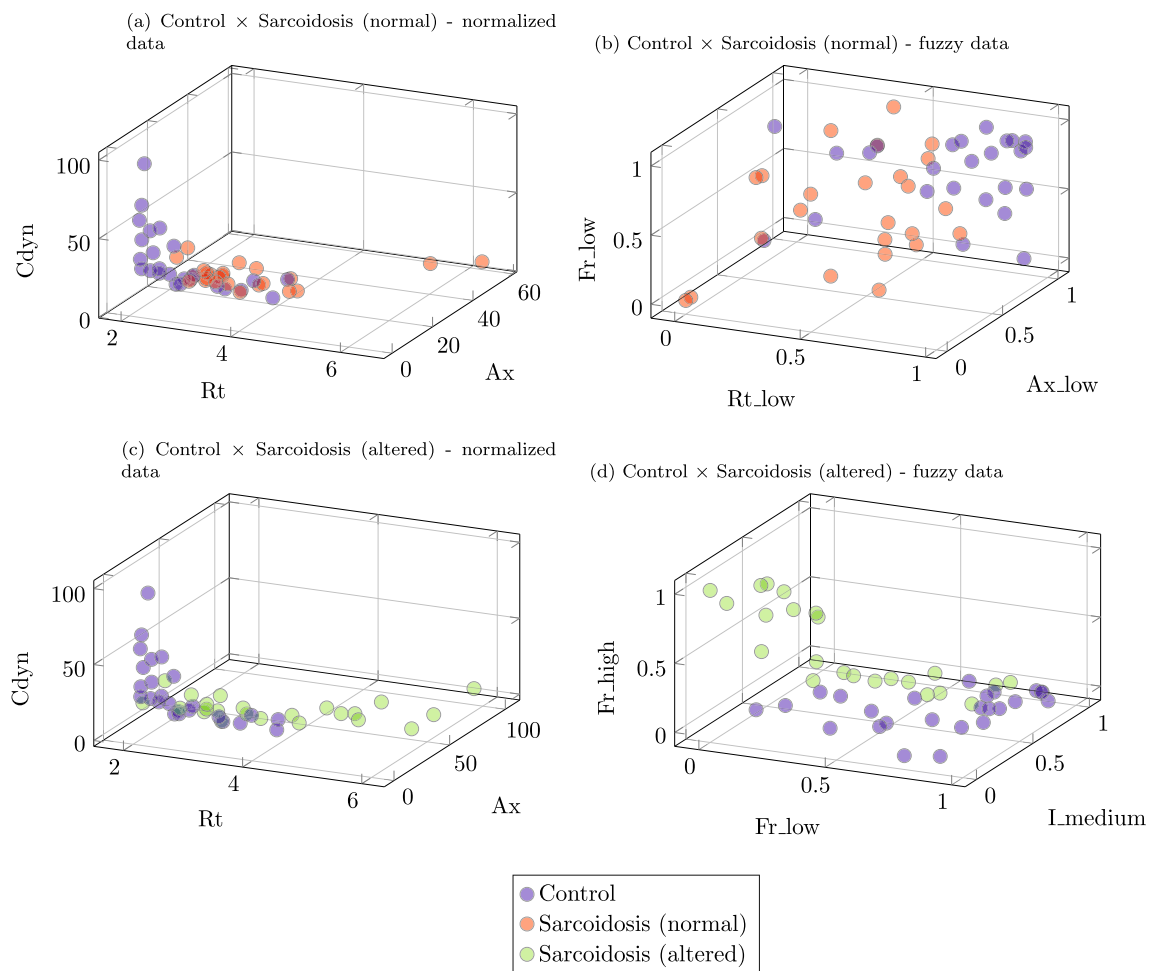 (a) Control × Sarcoidosis (normal) - normalized
data
(b) Control × Sarcoidosis (normal) - fuzzy data
100
50
0
Cdyn
2
4
6
Rt
0
20
40
60
Ax
1
0.5
0
Fr_low
0
0.5
1
Rt_low
0
0.5
1
Ax_low
(c) Control × Sarcoidosis (altered) - normalized
data
(d) Control × Sarcoidosis (altered) - fuzzy data
100
50
0
Cdyn
2
4
6
Rt
0
50
100
Ax
1
0.5
0
Fr_high
0
0.5
1
Fr_low
0
0.5
1
I_medium
Control
Sarcoidosis (normal)
Sarcoidosis (altered)